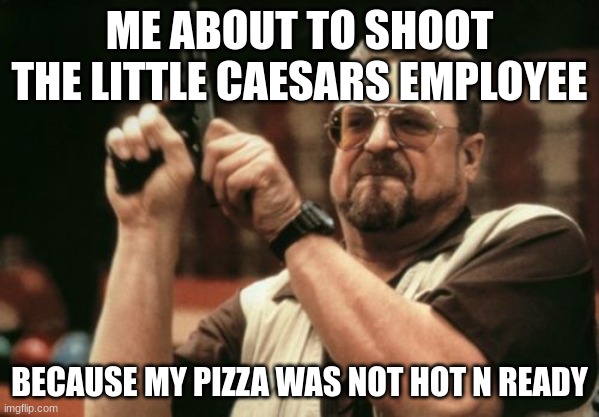 ME ABOUT TO SHOOT
THE LITTLE CAESARS EMPLOYEE
BECAUSE MY PIZZA WAS NOT HOT N READY
imgflip.com